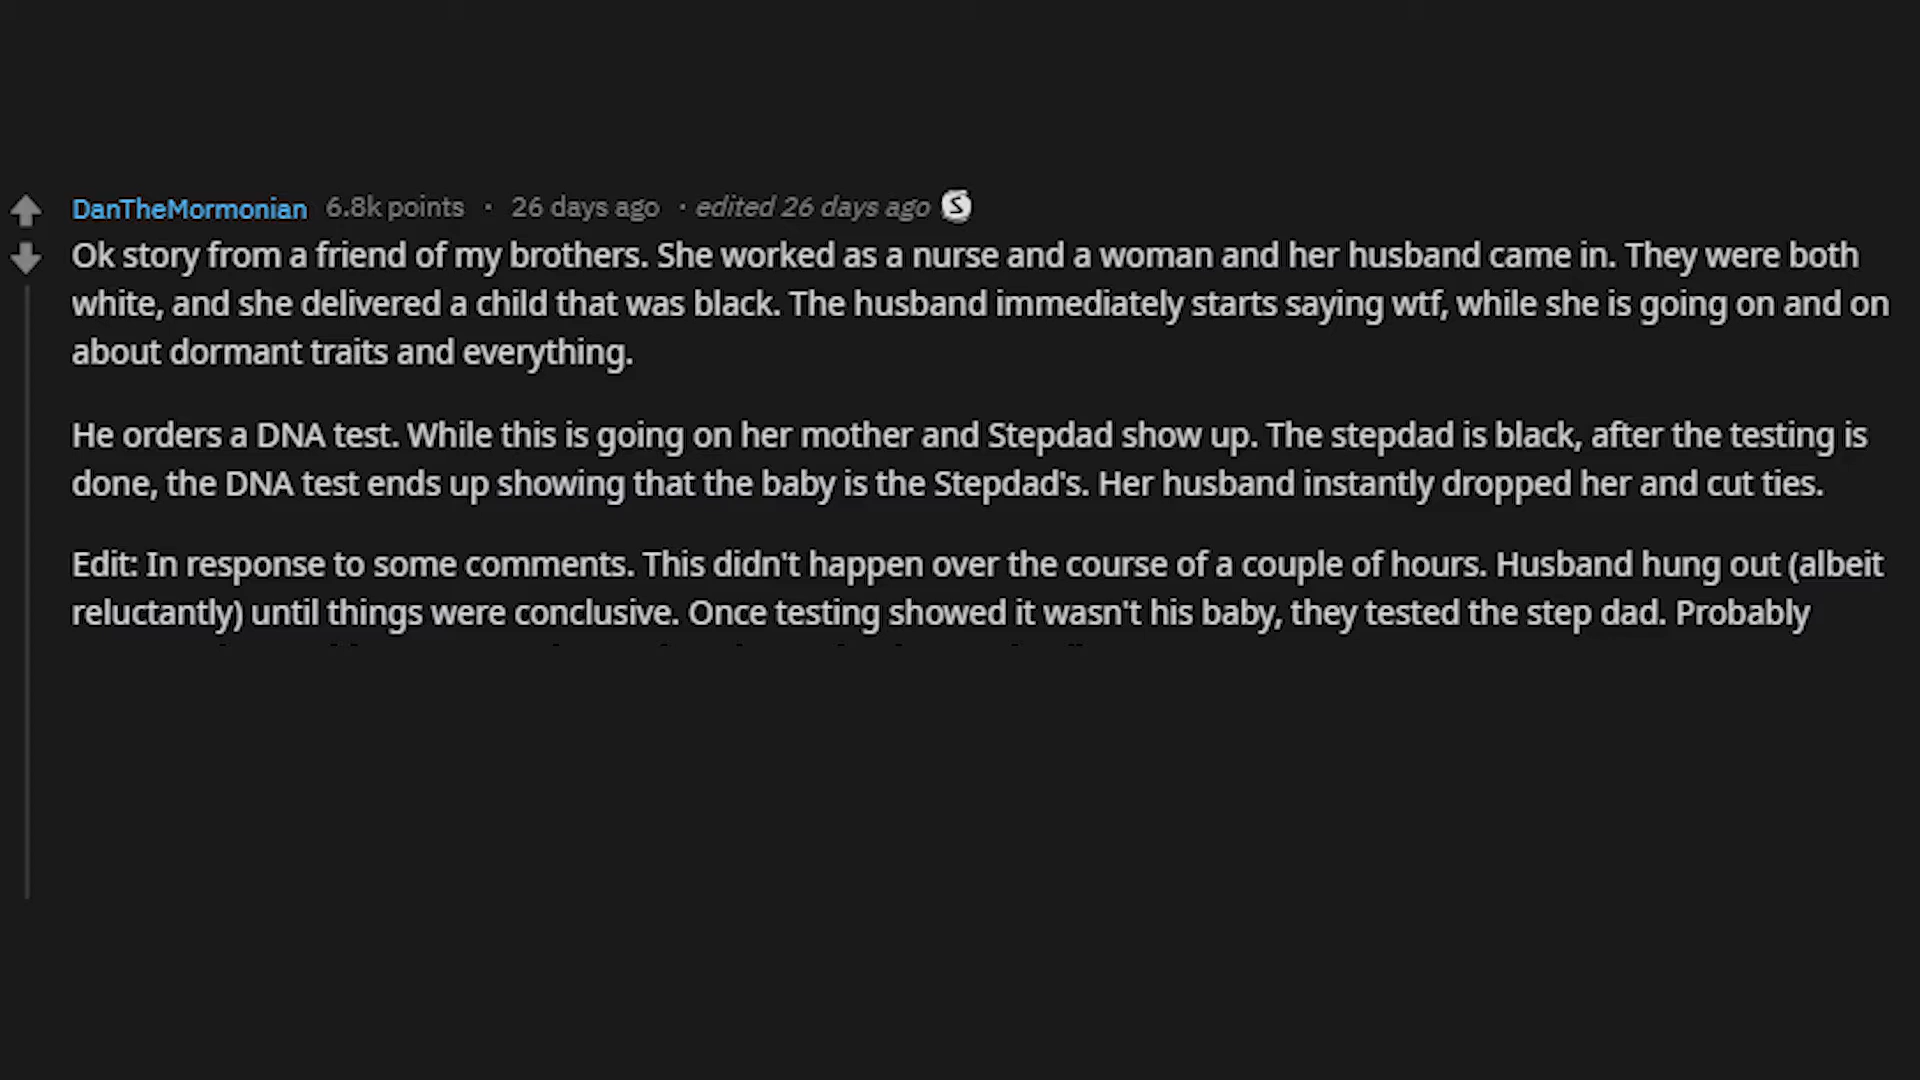 DanTheMormonian 6.8k points · 26 days ago · edited 26 days ago S
Ok story from a friend of my brothers. She worked as a nurse and a woman and her husband came in. They were both
white, and she delivered a child that was black. The husband immediately starts saying wtf, while she is going on and on
about dormant traits and everything.
He orders a DNA test. While this is going on her mother and Stepdad show up. The stepdad is black, after the testing is
done, the DNA test ends up showing that the baby is the Stepdad's. Her husband instantly dropped her and cut ties.
Edit: In response to some comments. This didn't happen over the course of a couple of hours. Husband hung out (albeit
reluctantly) until things were conclusive. Once testing showed it wasn't his baby, they tested the step dad. Probably